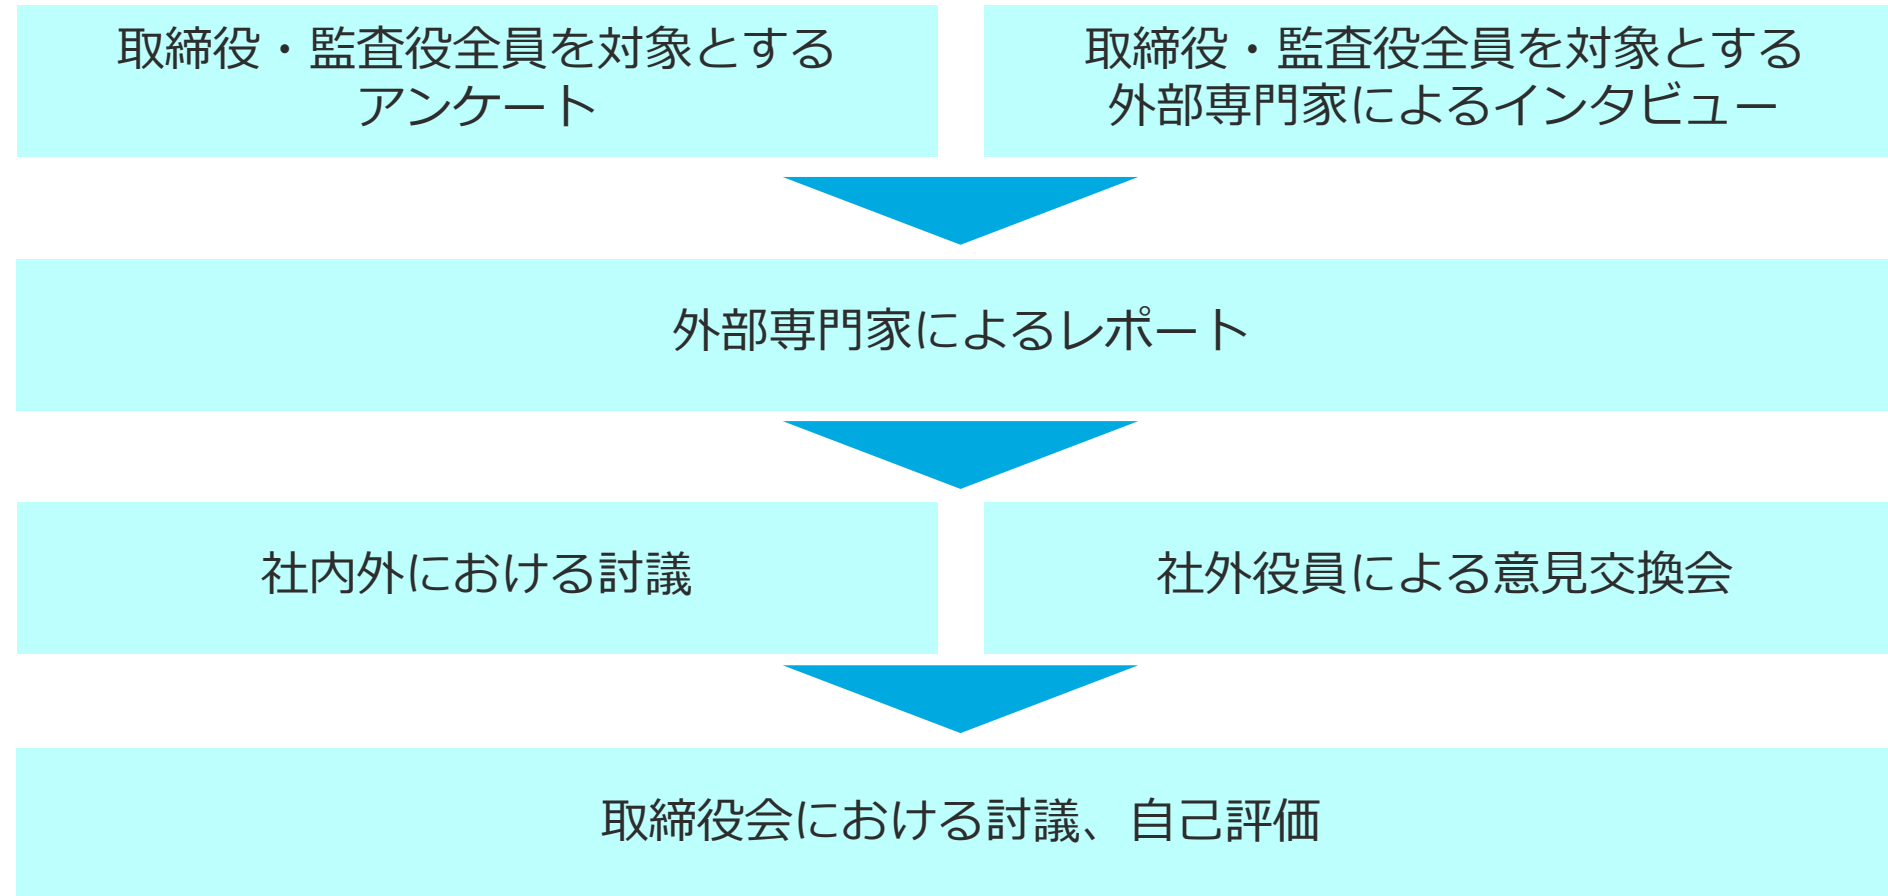 取締役・監査役全員を対象とする
アンケート
取締役・監査役全員を対象とする
外部専門家によるインタビュー
外部専門家によるレポート
社内外における討議
社外役員による意見交換会
取締役会における討議、自己評価